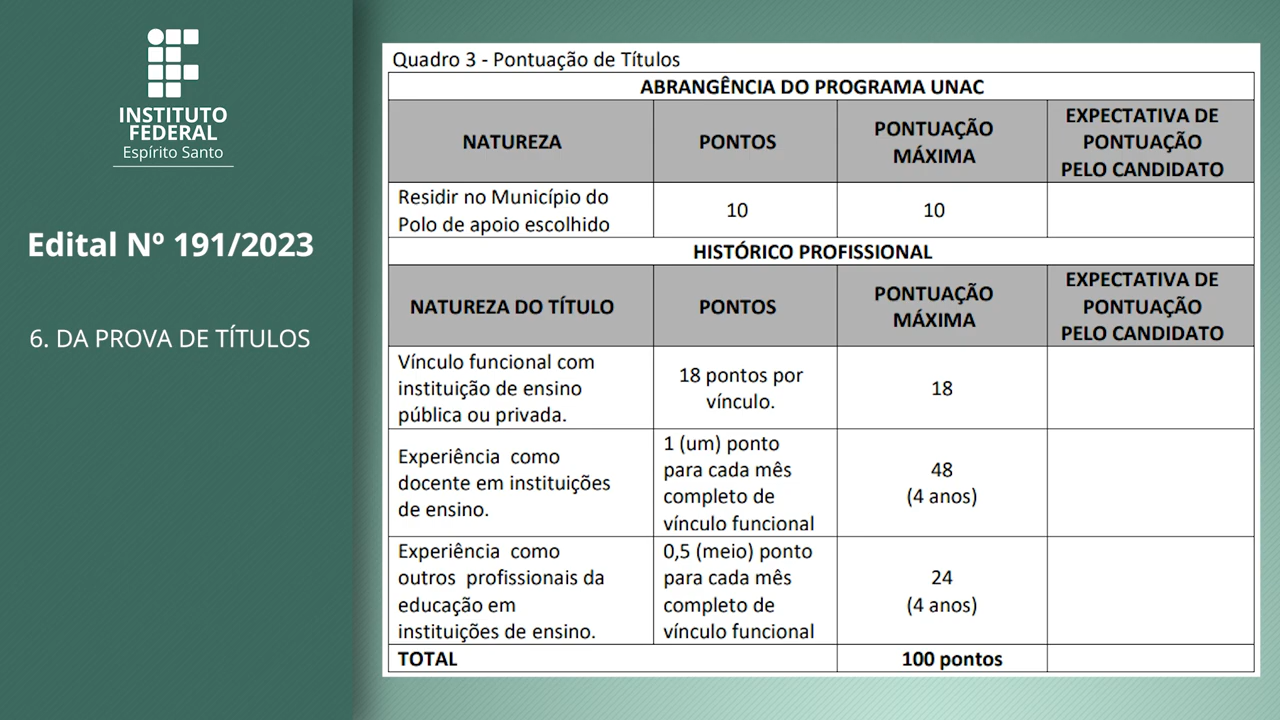 INSTITUTO
FEDERAL
Espírito Santo
Edital Nº 191/2023
6. DA PROVA DE TÍTULOS
Quadro 3 - Pontuação de Títulos
ABRANGÊNCIA DO PROGRAMA UNAC
NATUREZA
PONTOS
PONTUAÇÃO
MÁXIMA
EXPECTATIVA DE
PONTUAÇÃO
PELO CANDIDATO
Residir no Município do
Polo de apoio escolhido
10
10
HISTÓRICO PROFISSIONAL
NATUREZA DO TÍTULO
PONTOS
PONTUAÇÃO
MÁXIMA
EXPECTATIVA DE
PONTUAÇÃO
PELO CANDIDATO
Vínculo funcional com
instituição de ensino
pública ou privada.
18 pontos por
vínculo.
18
Experiência como
docente em instituições
de ensino.
1 (um) ponto
para cada mês
completo de
vínculo funcional
48
(4 anos)
Experiência como
outros profissionais da
educação em
instituições de ensino.
0,5 (meio) ponto
para cada mês
completo de
vínculo funcional
24
(4 anos)
TOTAL
100 pontos